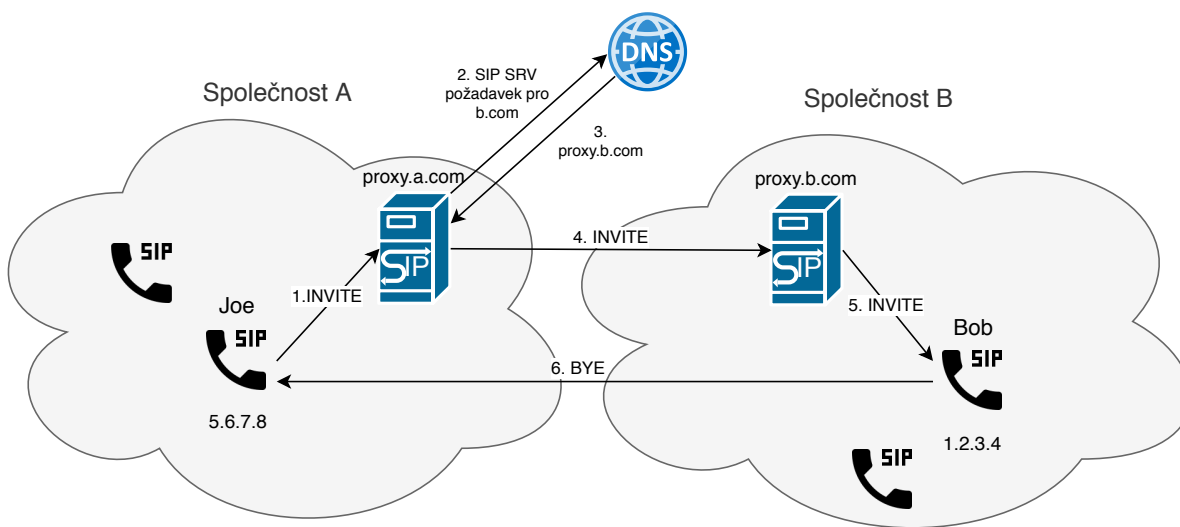 DNS
2. SIP SRV
požadavek pro
b.com
Společnost A
Společnost B
3.
proxy.b.com
proxy.a.com
proxy.b.com
SIP
4. INVITE
SIP
SIP
1.INVITE
5. INVITE
Joe
SIP
Bob
SIP
6. BYE
5.6.7.8
1.2.3.4
SIP